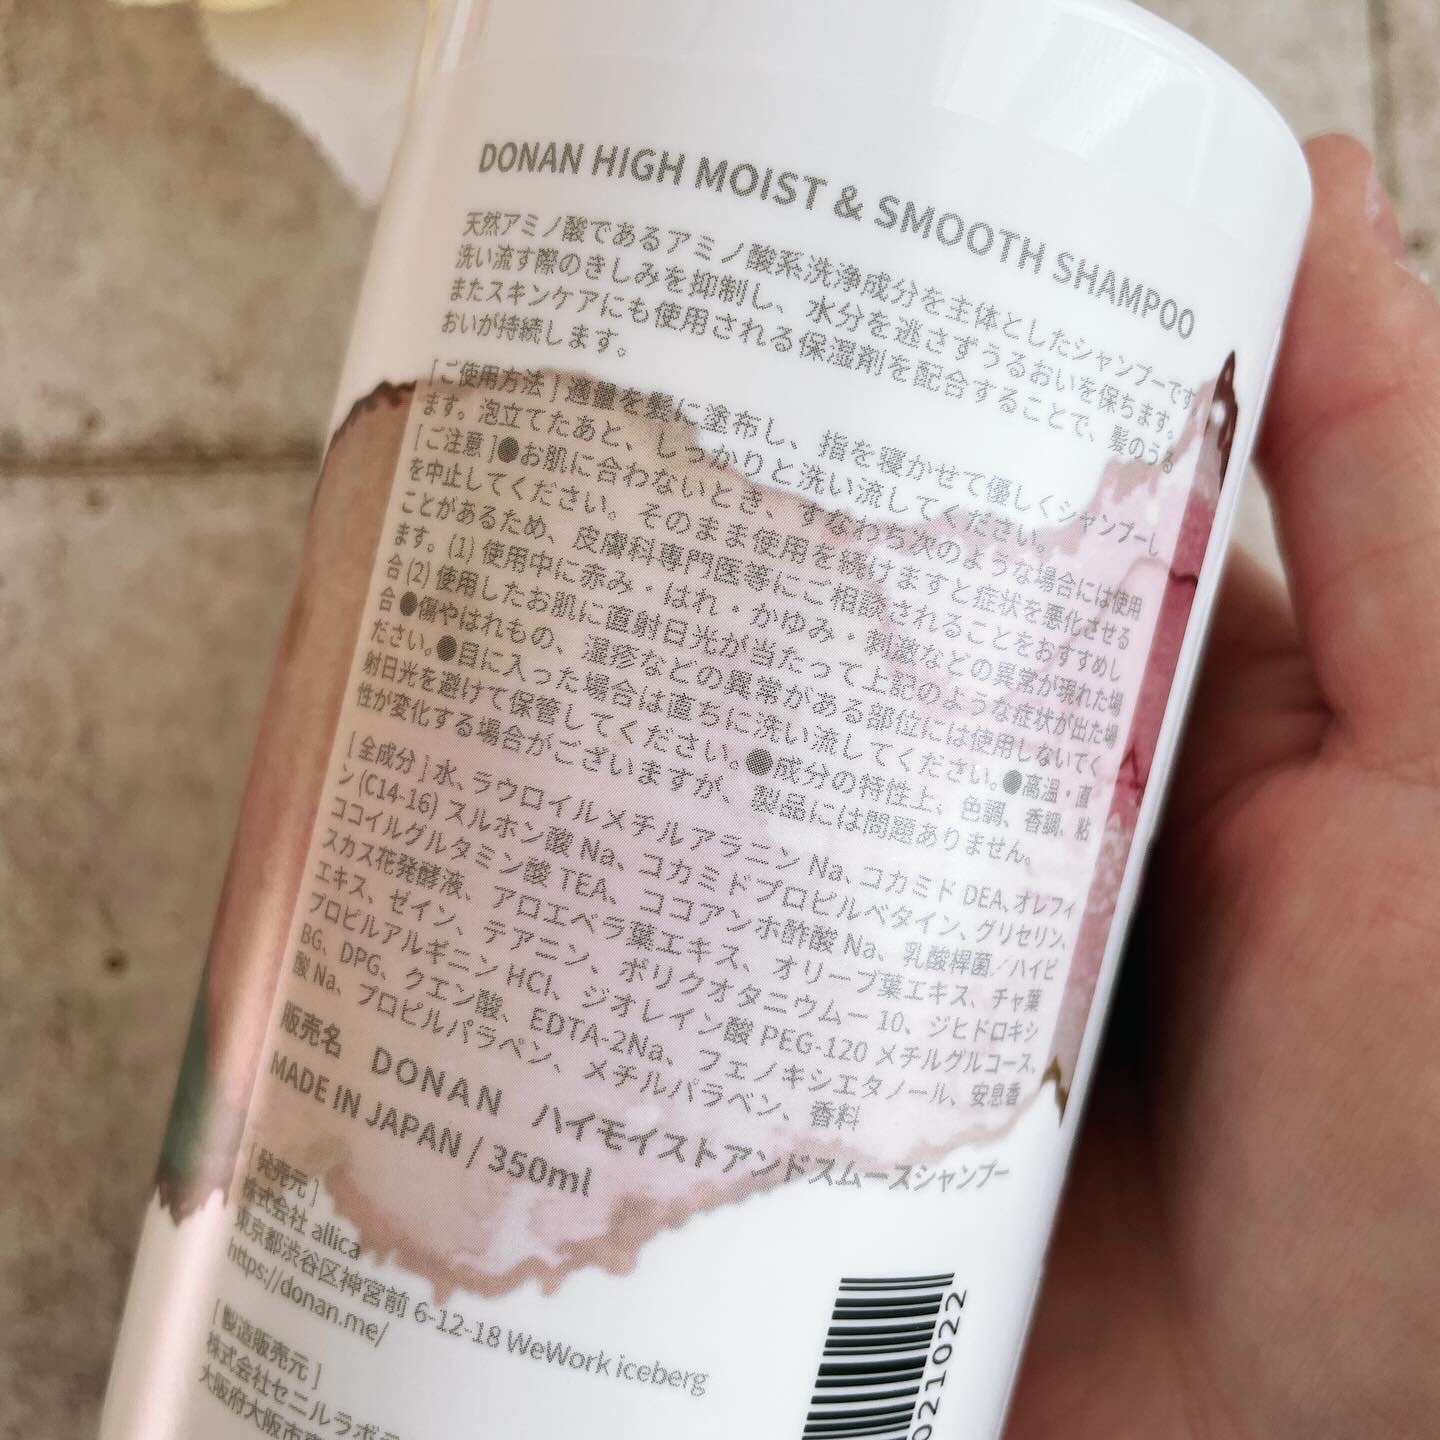 DONAN HIGH MOIST & SMOOTH SHAMPOO
天然アミノ酸であるアミノ酸系洗浄成分を主体としたシャンプーです。
洗い流す際のきしみを抑制し、水分を逃さずうるおいを保ちます。
またスキンケアにも使用される保湿剤を配合することで、髪のうる
おいが持続します。
[ご使用方法]適量を髪に塗布し、指を寝かせて優しくシャンプーし
ます。泡立てたあと、しっかりと洗い流してください。
[ご注意]●お肌に合わないとき、すなわち次のような場合には使用
を中止してください。そのまま使用を続けますと症状を悪化させる
ことがあるため、皮膚科専門医等にご相談されることをおすすめし
ます。(1) 使用中に赤み・はれ・かゆみ・刺激などの異常が現れた場
合(2) 使用したお肌に直射日光が当たって上記のような症状が出た場
合●傷やはれもの、湿疹などの異常がある部位には使用しないでく
ださい。●目に入った場合は直ちに洗い流してください。●高温・直
射日光を避けて保管してください。●成分の特性上、色調、香調、粘
性が変化する場合がございますが、製品には問題ありません。
[全成分]水、ラウロイルメチルアラニン Na、コカミド DEA、オレフィ
ン (C14-16) スルホン酸 Na、コカミドプロピルベタイン、グリセリン、
ココイルグルタミン酸 TEA、ココアンホ酢酸 Na、乳酸桿菌／ハイビ
スカス花発酵液、アロエベラ葉エキス、オリーブ葉エキス、チャ葉
エキス、ゼイン、テアニン、ポリクオタニウムー 10、ジヒドロキシ
プロピルアルギニン HCl、ジオレイン酸 PEG-120 メチルグルコース、
BG、DPG、クエン酸、EDTA-2Na、フェノキシエタノール、安息香
酸 Na、プロピルパラベン、メチルパラベン、香料
販売名 DONAN ハイモイストアンドスムースシャンプー
MADE IN JAPAN / 350ml
[発売元]
株式会社 allica
東京都渋谷区神宮前 6-12-18 WeWork iceberg
https://donan.me/
[製造販売元]
株式会社セニルラボラ
大阪府大阪市
021022